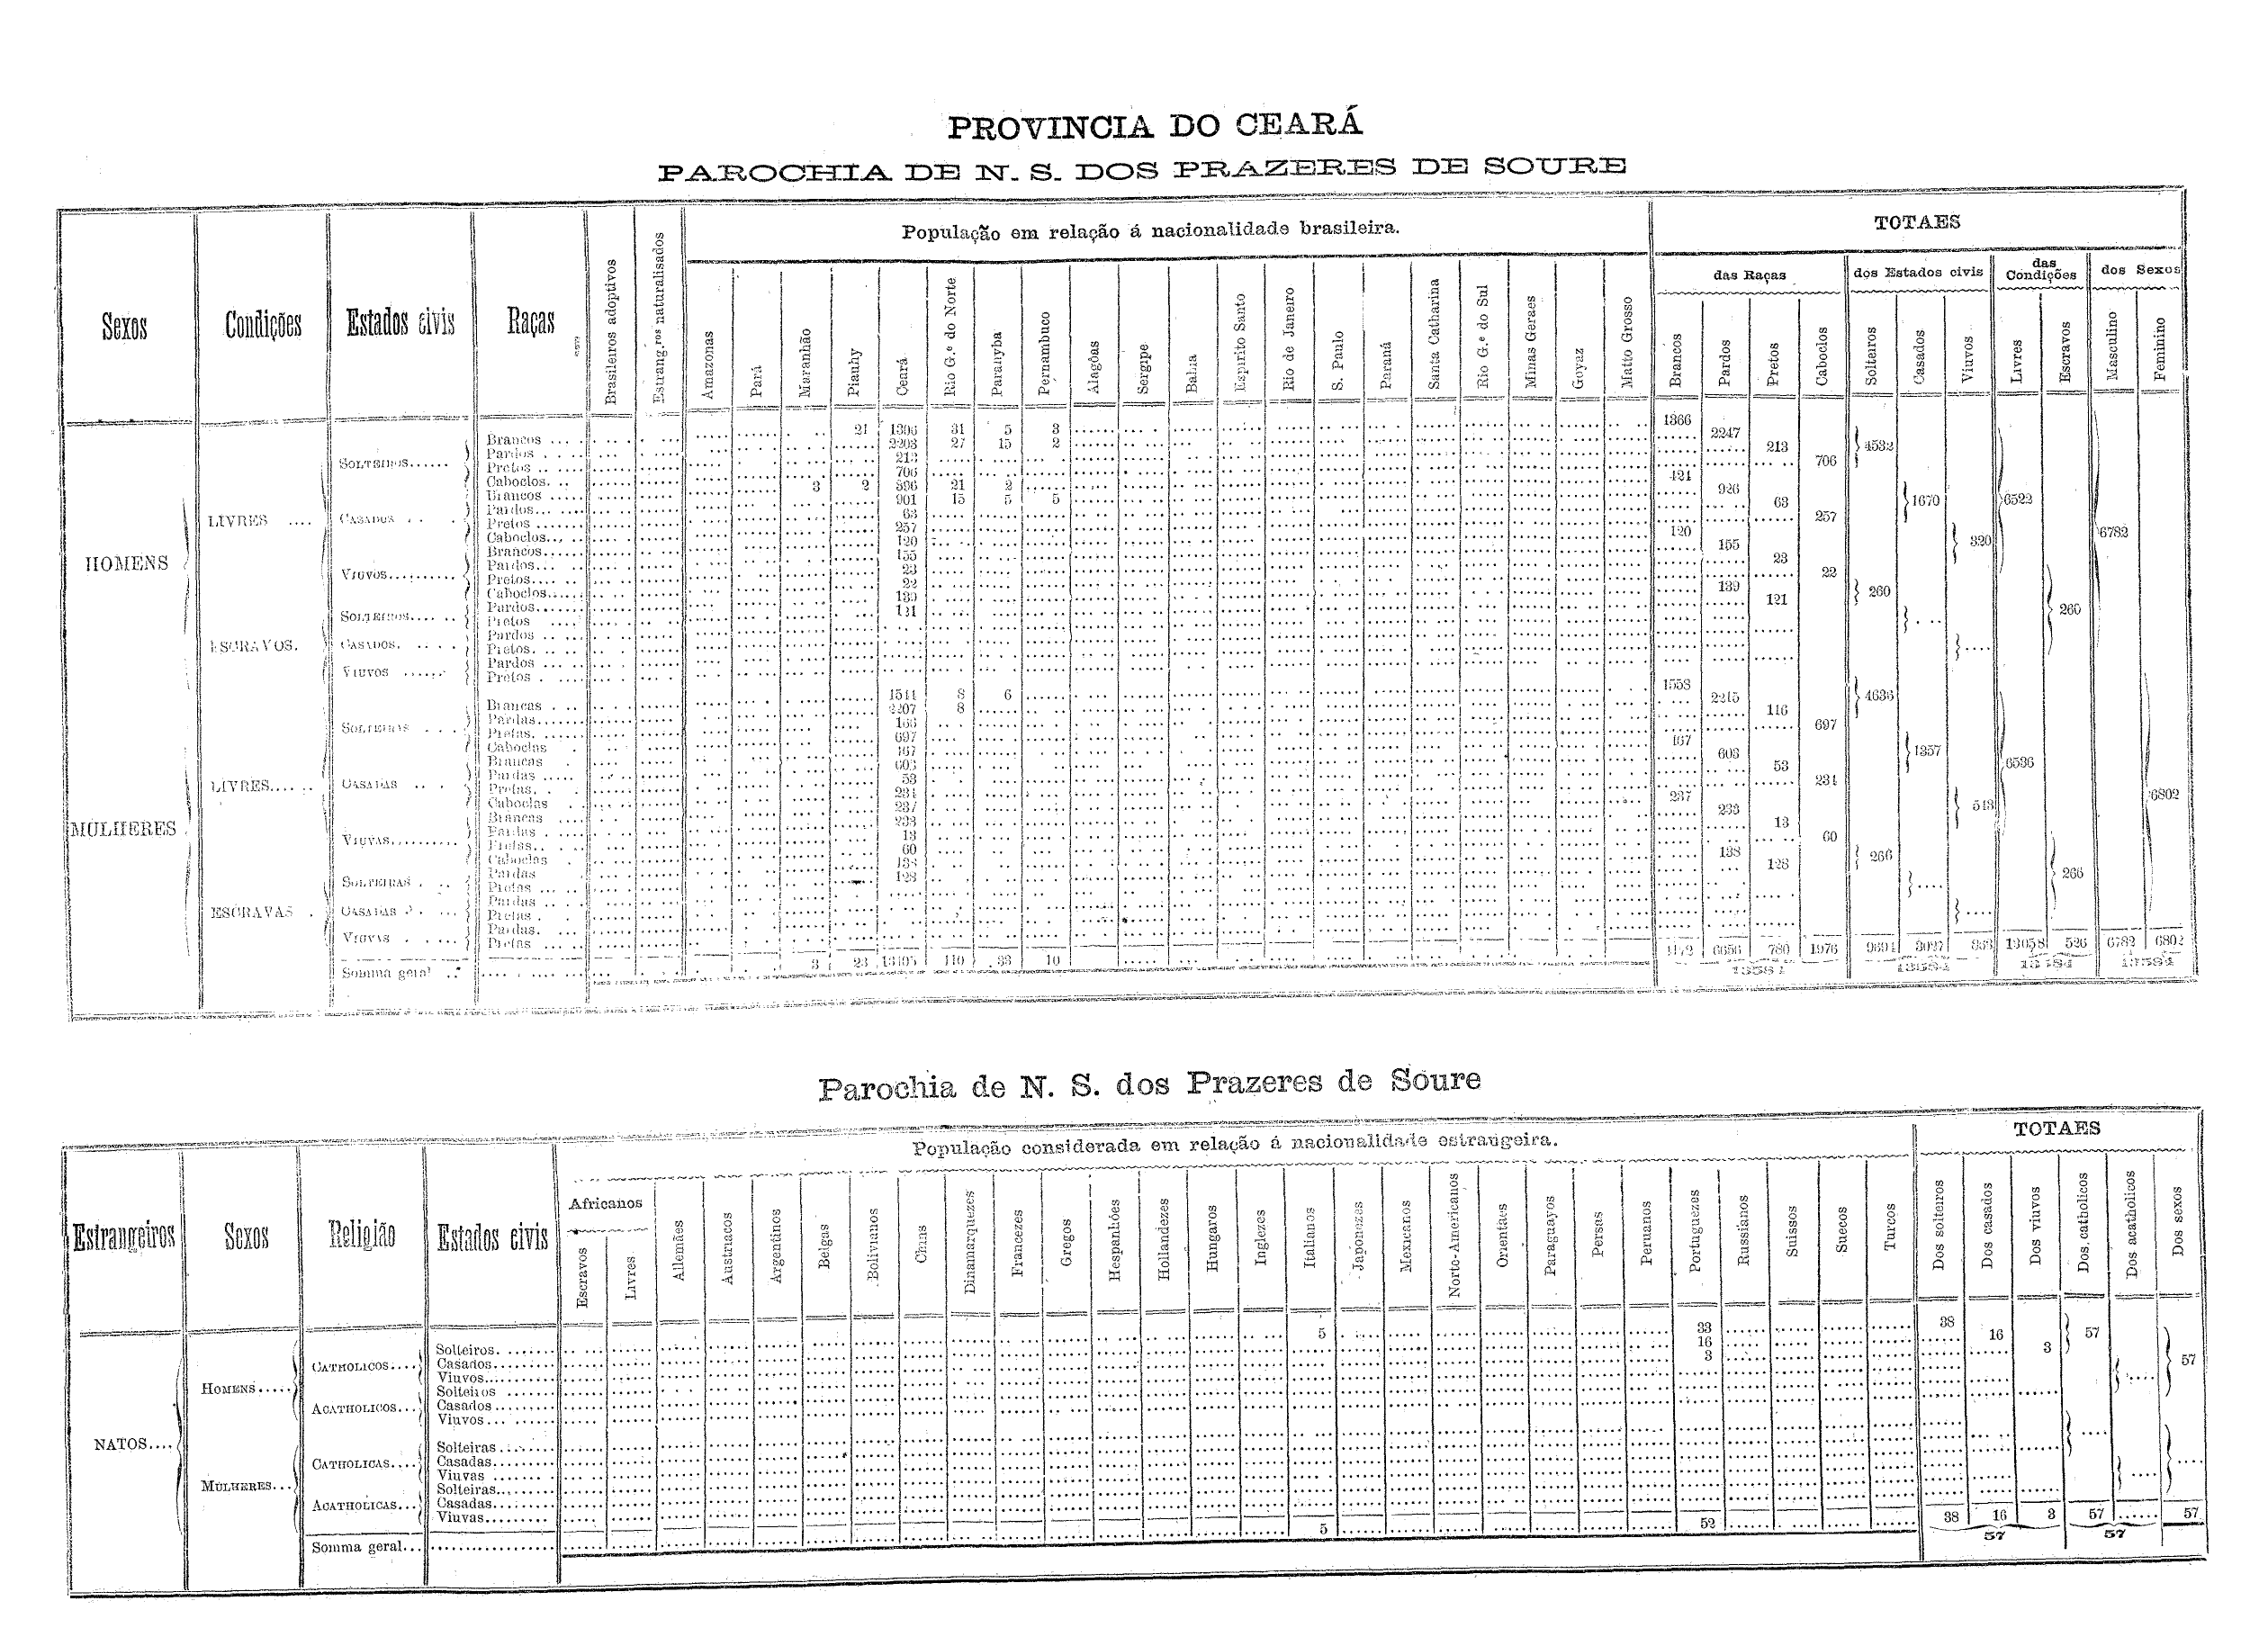 PROVINCIA DO CEARÁ
PAROCHIA DE N. S. DOS PRAZERES DE SOURE
População em relação á nacionalidade brasileira.
TOTAES
das Raças
dos Estados civis
das Condições
dos Sexos
Sexos
Condições
Estados civis
Raças
Brasileiros adoptivos
Estrang.ros naturalisados
Amazonas
Pará
Maranhão
Piauhy
Ceará
Rio G.e do Norte
Parahyba
Pernambuco
Alagôas
Sergipe
Bahia
Espirito Santo
Rio de Janeiro
S. Paulo
Paraná
Santa Catharina
Rio G.e do Sul
Minas Geraes
Goyaz
Mato Grosso
Brancos
Pardos
Pretos
Caboclos
Solteiros
Casados
Viuvos
Livres
Escravos
Masculino
Feminino
HOMENS
LIVRES
SOLTEIROS
Brancos 21 31 5 3 1366
Pardos 27 15 2 2247
Pretos 213 213
Caboclos 706 706
4532
CASADOS
Brancos 3 2 21 2
Pardos 901 15 5 5 926
Pretos 63 63
Caboclos 257 257
1670
VIUVOS
Brancos 120 120
Pardos 155 155
Pretos 23 23
Caboclos 22 22
320
6522
ESCRAVOS
SOLTEIROS
Pardos 139 139
Pretos 121
260
CASADOS
Pardos
Pretos
VIUVOS
Pardos
Pretos
260
6782
MULHERES
LIVRES
SOLTEIRAS
Brancas 1544 8 6 1558
Pardas 2207 8 2215
Pretas 116
Caboclas 697 697
4636
CASADAS
Brancas 167 167
Pardas 603 603
Pretas 53 53
Caboclas 234 234
1357
VIUVAS
Brancas 237 237
Pardas 233 233
Pretas 13 13
Caboclas 60 60
543
6536
ESCRAVAS
SOLTEIRAS
Pardas 138 138
Pretas 128 128
266
CASADAS
Pardas
Pretas
VIUVAS
Pardas
Pretas
266
6802
Somma geral 3 23 110 33 10 6656 780 1976 3027 13058 526 6782 6802
13584 13584 13584 13584
Parochia de N. S. dos Prazeres de Soure
População considerada em relação á nacionalidade estrangeira.
TOTAES
Estrangeiros
Sexos
Religião
Estados civis
Africanos
Escravos
Livres
Allemães
Austriacos
Argentinos
Belgas
Bolivianos
Chins
Dinamarquezes
Francezes
Gregos
Hespanhóes
Hollandezes
Hungaros
Inglezes
Italianos
Japonezes
Mexicanos
Norto-Americanos
Orientaes
Paraguayos
Persas
Peruanos
Portuguezes
Russianos
Suissos
Suecos
Turcos
Dos solteiros
Dos casados
Dos viuvos
Dos catholicos
Dos acatholicos
Dos sexos
NATOS
HOMENS
CATHOLICOS
Solteiros 5 33 38
Casados 16 16
Viuvos 3 3
57
ACATHOLICOS
Solteiros
Casados
Viuvos
57
MULHERES
CATHOLICAS
Solteiras
Casadas
Viuvas
ACATHOLICAS
Solteiras
Casadas
Viuvas
Somma geral 5 52 38 16 3 57 57
57 57